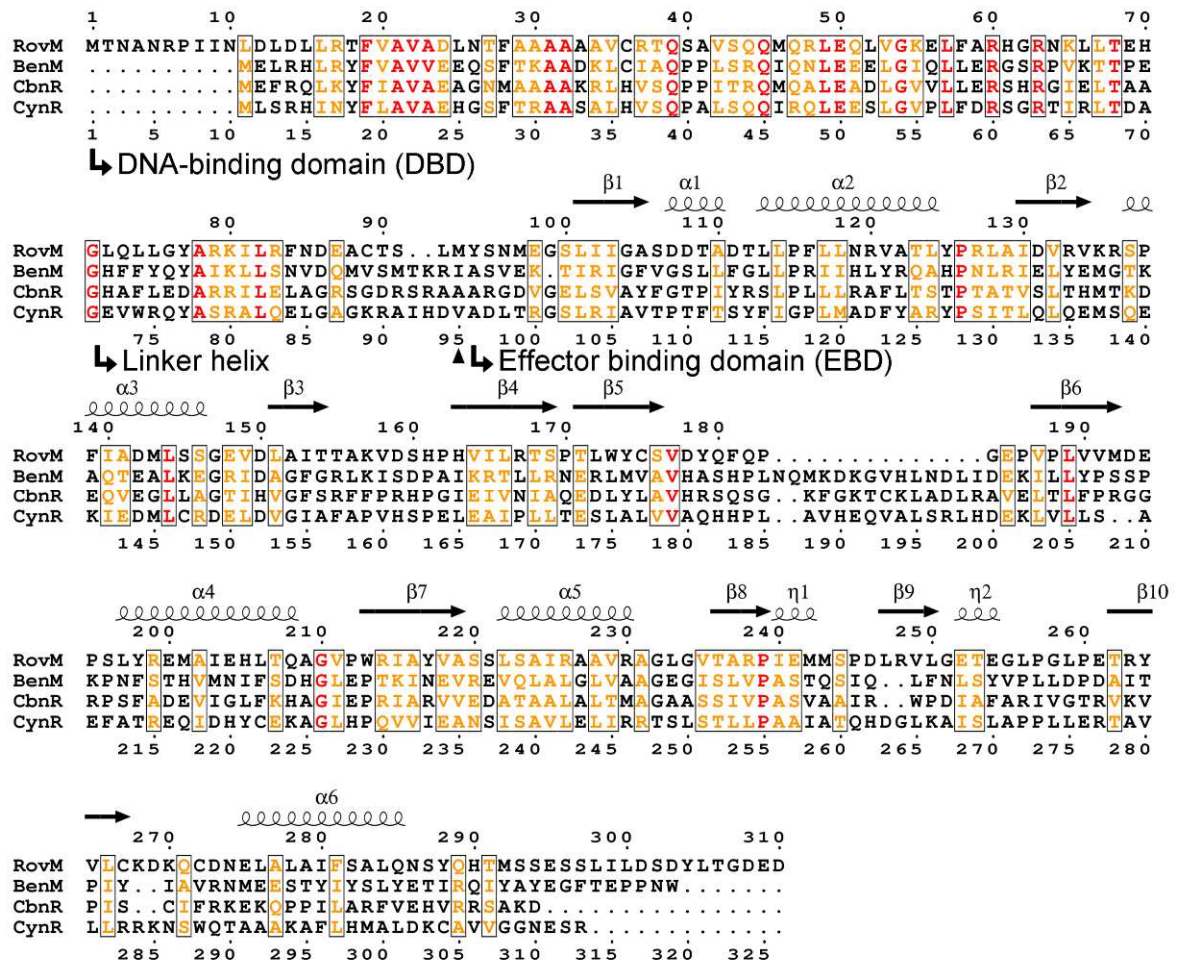 1 10 20 30 40 50 60 70
RovM MTNANRPIINLDLDLLRTFVAVADLNTFAAAAAAVCRTQSAVSQQMQRLEQLVGKELFARHGRNKLLTEH
BenM ..........MELRHLRYFVAVVEEQSFTKAADKLCIAQPPLSRQIQNLEEELGIQLLERGSRPVKTTPE
CbnR ..........MEFRQLKYFIAVAEAGNMAAAAKRLHVSQPPITRQMQALEADLGVVLLERSHRGIELTAA
CynR ..........MLSRHINYFLAVAEHGSFTRAASALHVSQPALSQQIRQLEESLGVPLFDRSGRTIRLTDA
1 5 10 15 20 25 30 35 40 45 50 55 60 65 70
DNA-binding domain (DBD)
β1 α1 α2 β2
80 90 100 110 120 130
RovM GLQLLGYARKILRFNDEACTS..LMYSNMEGSLIIGASDDTADTLLPFLLNRVATLYPRLAIDVRVKRSP
BenM GHFFYQYAIKLLSNVDQMVSMTKRIASVEK.TIRIGFVGSLLFGLLPRIIHLYRQAHPNLRIELYEMGTK
CbnR GHAFLEDARRILELAGRSGDRSRAAARGDVGELSVAYFGTPIYRSLPLLLRAFLTSTPTATVSLTHMTKD
CynR GEVWRQYASRALQELGAGKRAIHDVADLTRGSLRIAVTPTFTSYFIGPLMADFYARYPSITLQLQEMSQE
75 80 85 90 95 100 105 110 115 120 125 130 135 140
Linker helix Effector binding domain (EBD)
α3 β3 β4 β5 β6
140 150 160 170 180 190
RovM FIADMLSSGEVDLAITTAKVDSHPHVILRTSPTLWYCSVDYQFQP..............GEPVPLVVMDE
BenM AQTEALKEGRIDAGFGRLKISDPAIKRTLLRNERLMVAVHASHPLNQMKDKGVHLNDLIDEKILLYPSSP
CbnR EQVEGLLAGTIHVGFSRFFPRHPGIEIVNIAQEDLYLAVHRSQSG.KFGKTCKLADLRAVELTLFPRGG
CynR KIEDMLCRDELDVGIAFAPVHSPELEAIPLLTESLALVVAQHHPL..AVHEQVALSRLHDEKLVLLS..A
145 150 155 160 165 170 175 180 185 190 195 200 205 210
α4 β7 α5 β8 η1 β9 η2 β10
200 210 220 230 240 250 260
RovM PSLYREMAIEHLTQAGVPWRIAYVASSLSAIRAAVRAGLGVTARPIEMMSPDLRVLGETEGLPGLPETRY
BenM KPNFSTHVMNIFSDHGLEPTKINEVREVQLALGLVAAGEGISLVPASTQSIQ..LFNLSYVPLLDPDAIT
CbnR RPSFADEVIGLFKHAGIEPRIARVVEDATAALALTMAGAASSIVPASVAAIR..WPDIAFARIVGTRVKV
CynR EFATREQIDHYCEKAGLHPQVVIEANSISAVLELIRRTSLSTLLPAAIATQHDGLKAISLAPPLLERTAV
215 220 225 230 235 240 245 250 255 260 265 270 275 280
α6
270 280 290 300 310
RovM VLCKDKQCDNELALAIFSALQNSYQHTMSSESSLILDSDYLTGDED
BenM PIY..IAVRNMEESTYIYSLYETIRQIYAYEGFTEPPNW.......
CbnR PIS..CIFRKEKQPPILARFVEHVRRSAKD................
CynR LLRRKNSWQTAAAKAFLHMALDKCAVVGGNESR.............
285 290 295 300 305 310 315 320 325